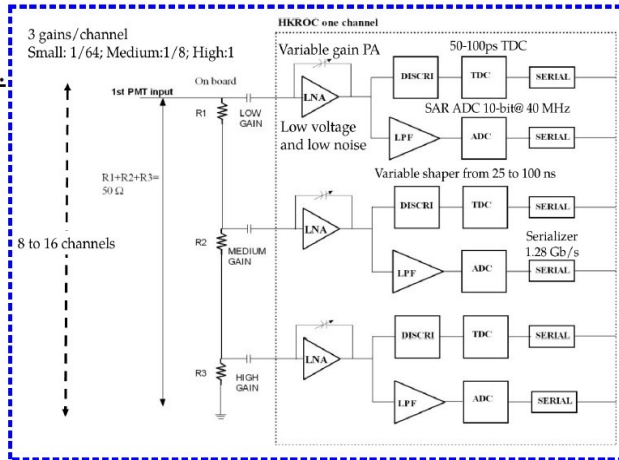 3 gains/channel
Small: 1/64; Medium:1/8; High:1
HKROC one channel
Variable gain PA
50-100ps TDC
On board
1st PMT input
R1
LOW
GAIN
LNA
DISCRI
TDC
SERIAL
Low voltage
and low noise
SAR ADC 10-bit@ 40 MHz
LPF
ADC
SERIAL
R1+R2+R3=
50 Ω
Variable shaper from 25 to 100 ns
8 to 16 channels
R2
MEDIUM
GAIN
LNA
DISCRI
TDC
SERIAL
Serializer
1.28 Gb/s
LPF
ADC
SERIAL
R3
HIGH
GAIN
LNA
DISCRI
TDC
SERIAL
LPF
ADC
SERIAL